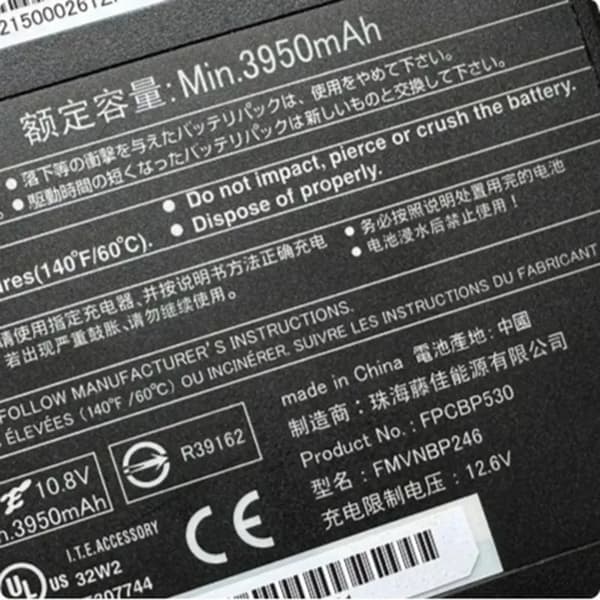 额定容量: Min.3950mAh
● 落下等の衝撃を与えたバッテリパックは、使用をやめて下さい。
● 駆動時間の短くなったバッテリパックは新しいものと交換して下さい。
● Do not impact, pierce or crush the battery.
ures(140°F/60°C). ● Dispose of properly.
● 务必按照说明处置用完的电池
请使用指定充电器、并按说明书方法正确充电 ● 电池浸水后禁止使用！
若出现严重鼓胀、请勿继续使用。
FOLLOW MANUFACTURER'S INSTRUCTIONS.
ÉLEVÉES (140°F/60°C) OU INCINÉRER. SUIVRE LES INSTRUCTIONS DU FABRICANT
made in China 電池產地: 中國
制造商：珠海藤佳能源有限公司
Product No.: FPCBP530
型名：FMVNBP246
充电限制电压：12.6V
R39162
10.8V
n.3950mAh
I.T.E.ACCESSORY
CE
UL US 32W2